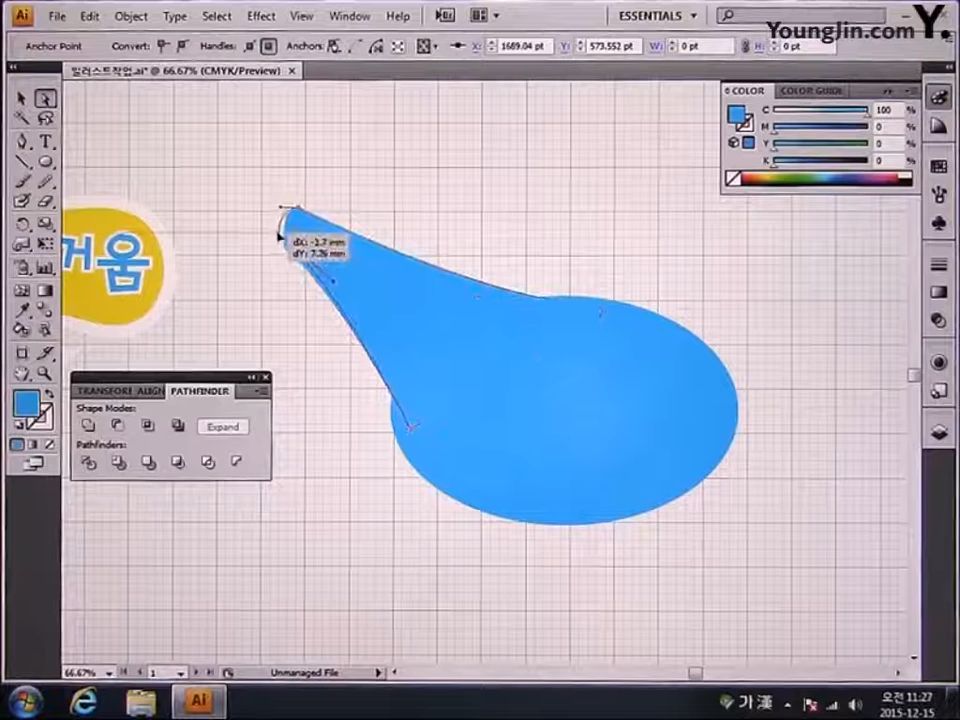 Ai File Edit Object Type Select Effect View Window Help Br ESSENTIALS
YoungJin.com Y.
Anchor Point Convert: Handles: Anchors: X: 1689.04 pt Y: 573.552 pt W: 0 pt H: 0 pt
일러스트작업.ai* @ 66.67% (CMYK/Preview)
COLOR COLOR GUIDE
C 100 %
M 0 %
Y 0 %
K 0 %
dX: -1.7 mm
dY: 7.26 mm
거움
TRANSFORM ALIGN PATHFINDER
Shape Modes:
Expand
Pathfinders:
66.67% 1 Unmanaged File
Ai 가 漢 오전 11:27
2015-12-15